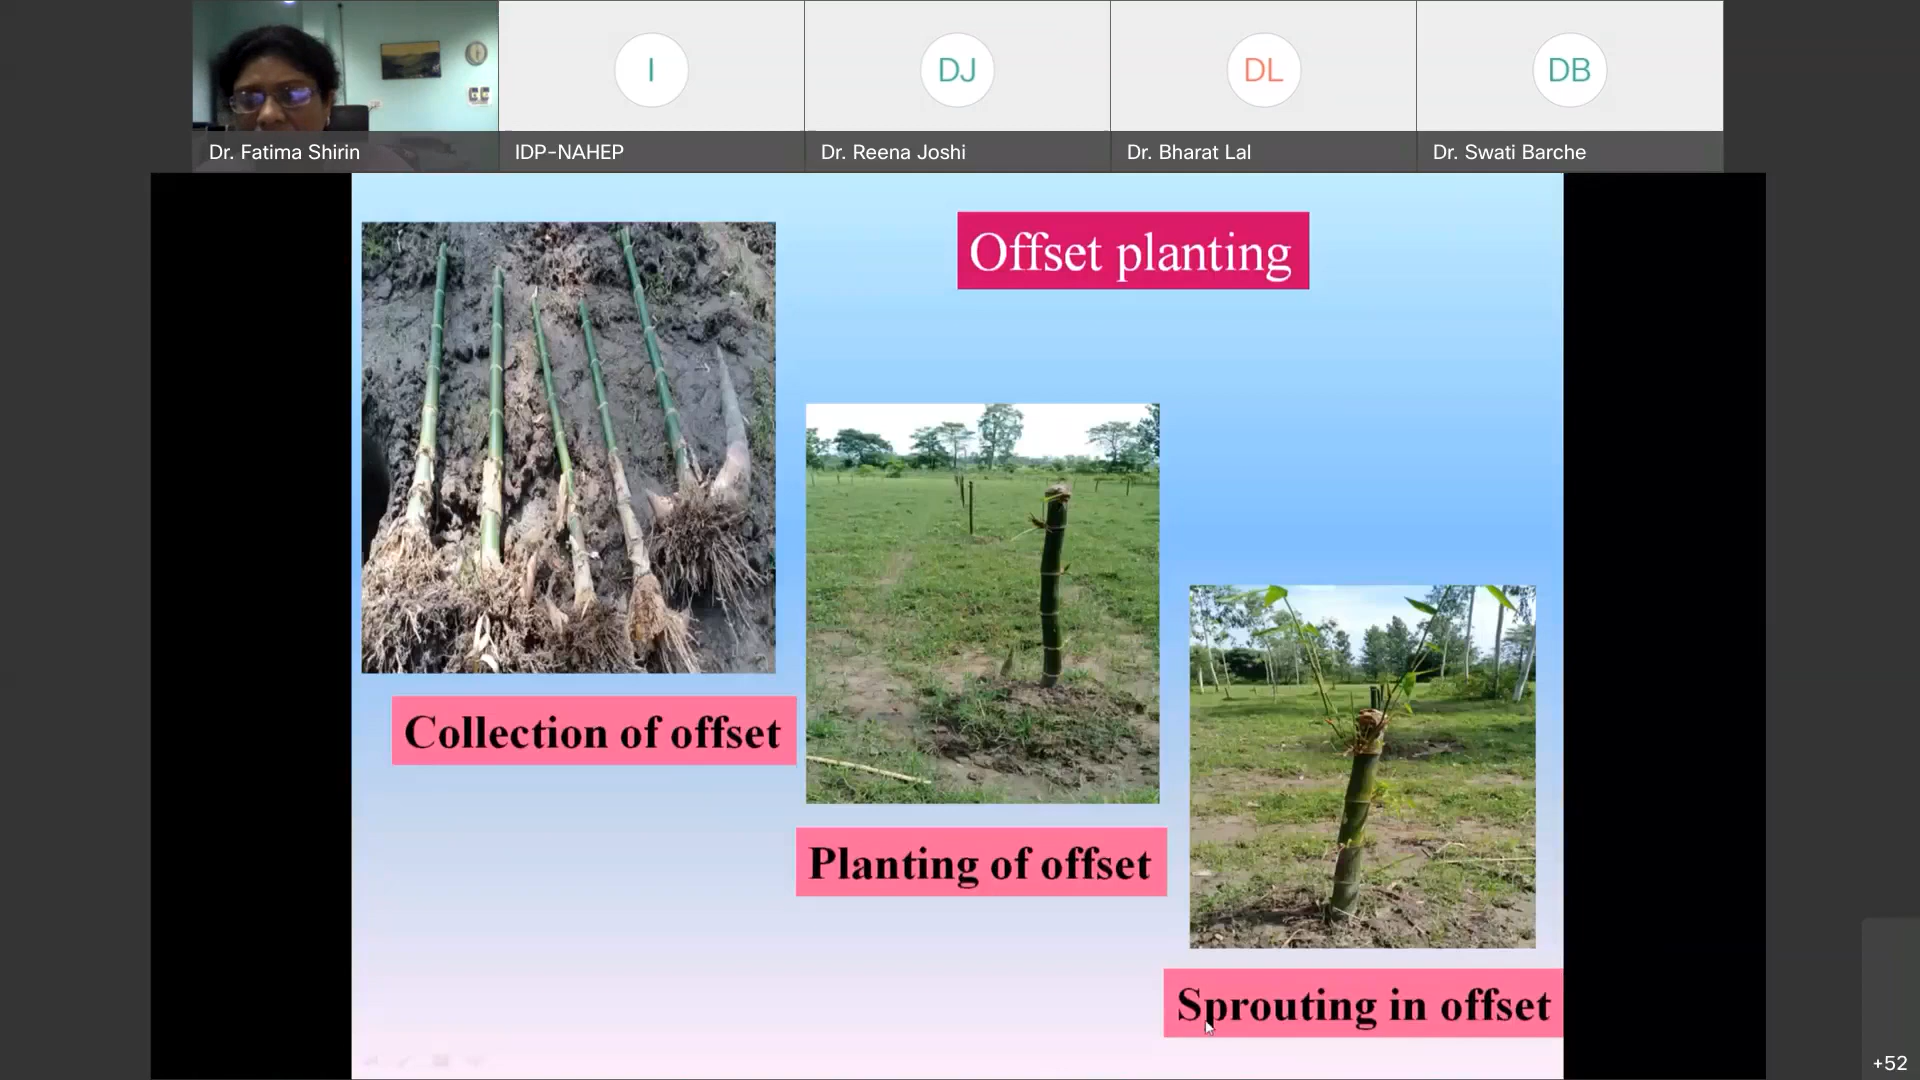 I
DJ
DL
DB
Dr. Fatima Shirin
IDP-NAHEP
Dr. Reena Joshi
Dr. Bharat Lal
Dr. Swati Barche
Offset planting
Collection of offset
Planting of offset
Sprouting in offset
+52